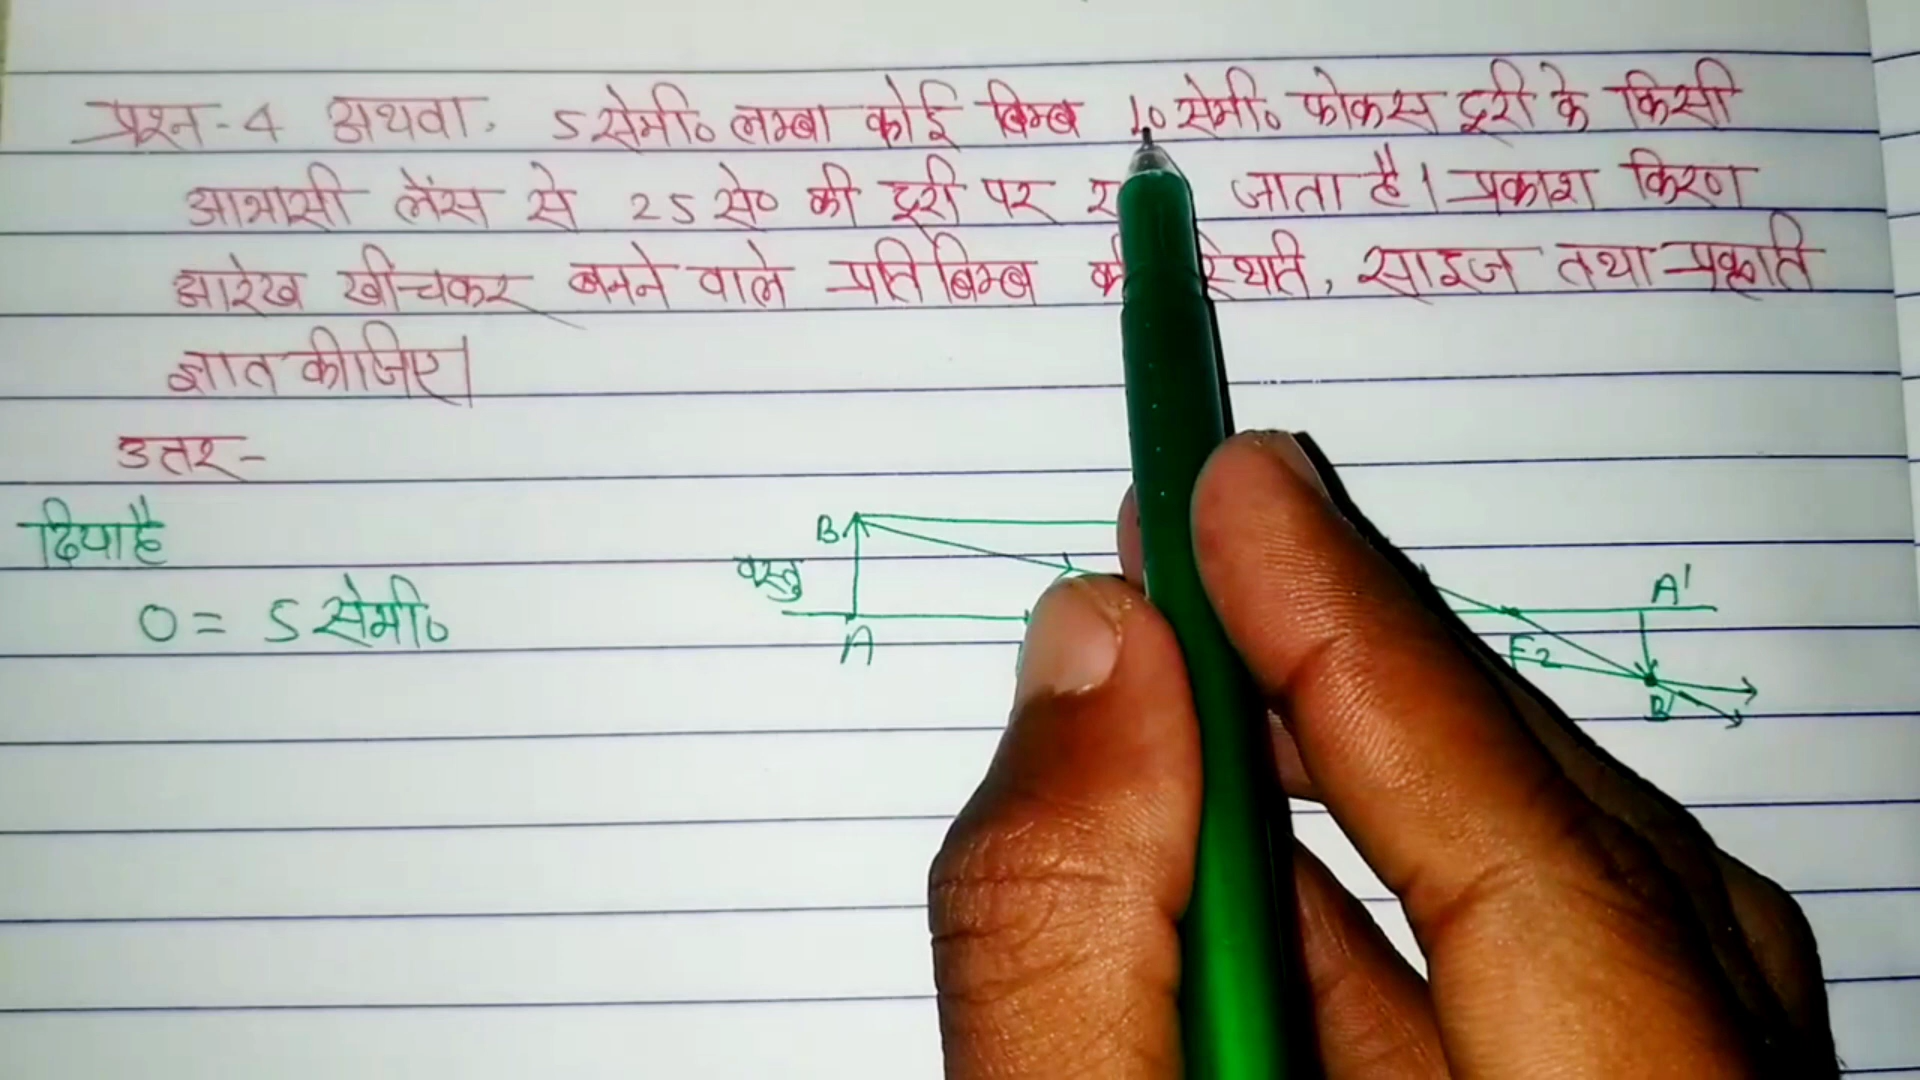 प्रश्न-4 अथवा. 5 सेमी० लम्बा कोई बिम्ब 10 सेमी० फोकस दूरी के किसी
आभासी लेंस से 25 से० की दूरी पर जाता है। प्रकाश किरण
आरेख खींचकर बनने वाले प्रतिबिम्ब की स्थिति, साइज तथा प्रकृति
ज्ञात कीजिए।
उत्तर-
दिया है
O = 5 सेमी०
B
वस्तु
A
A'
F2
B'